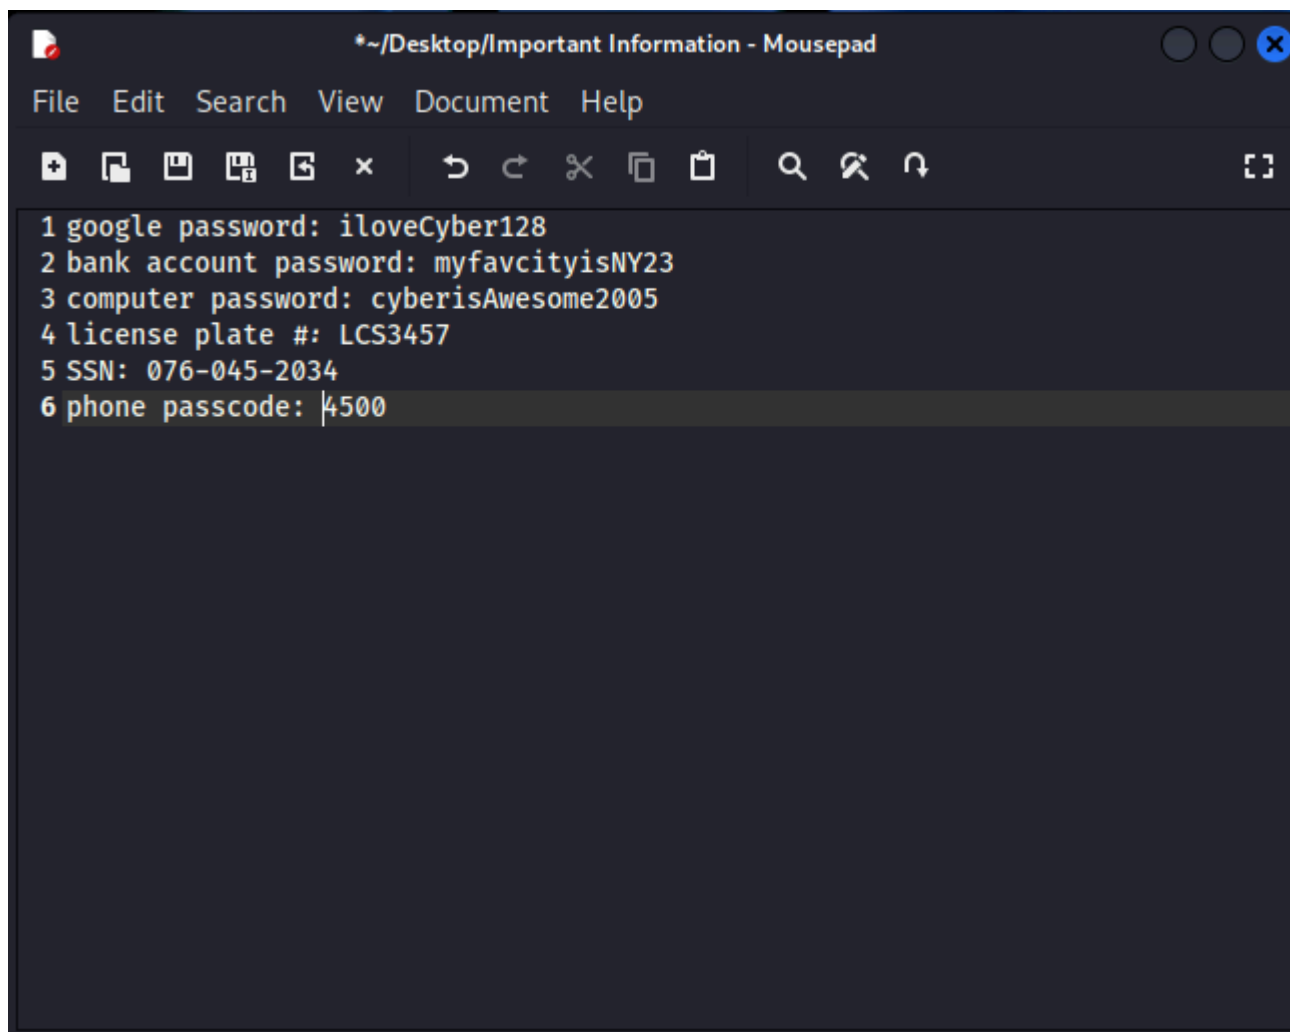 *~/Desktop/Important Information - Mousepad
File Edit Search View Document Help
1 google password: iloveCyber128
2 bank account password: myfavcityisNY23
3 computer password: cyberisAwesome2005
4 license plate #: LCS3457
5 SSN: 076-045-2034
6 phone passcode: 4500